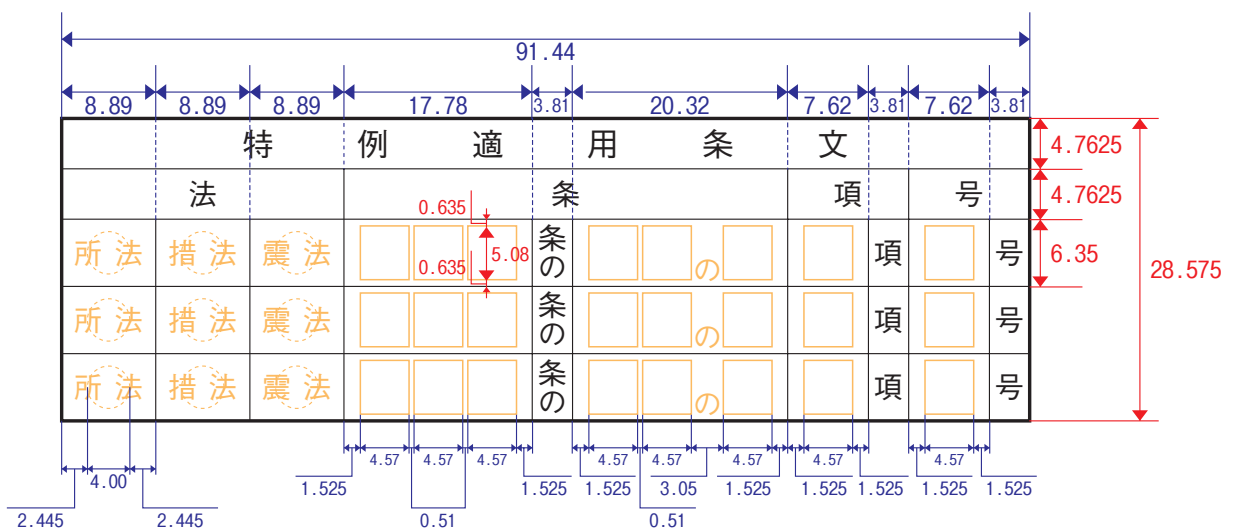 91.44
8.89 8.89 8.89 17.78 3.81 20.32 7.62 3.81 7.62 3.81
特例適用条文 4.7625
法 条 項 号 4.7625
0.635
所法 措法 震法 5.08 条の の 項 号 6.35
0.635
28.575
所法 措法 震法 条の の 項 号
所法 措法 震法 条の の 項 号
4.57 4.57 4.57 4.57 4.57 4.57 4.57 4.57
4.00 1.525 1.525 1.525 3.05 1.525 1.525 1.525 1.525 1.525
2.445 2.445 0.51 0.51